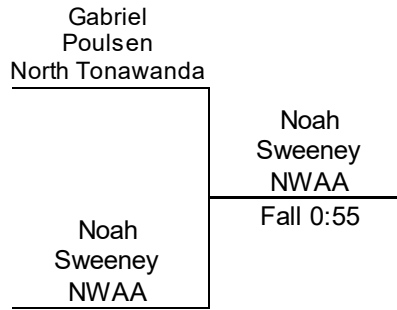 Gabriel
Poulsen
North Tonawanda
Noah
Sweeney
NWAA
Fall 0:55
Noah
Sweeney
NWAA